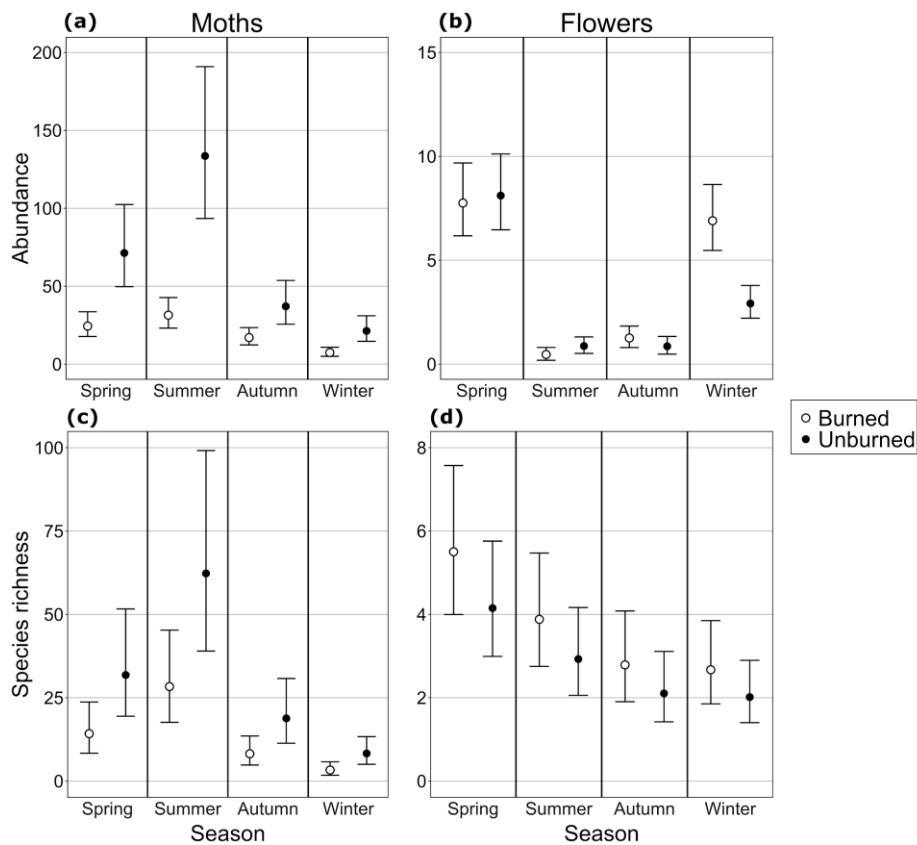 (a) Moths
(b) Flowers
Abundance
200
150
100
50
0
Spring Summer Autumn Winter
15
10
5
0
Spring Summer Autumn Winter
Burned
Unburned
(c)
(d)
Species richness
100
75
50
25
0
Spring Summer Autumn Winter
Season
8
6
4
2
0
Spring Summer Autumn Winter
Season